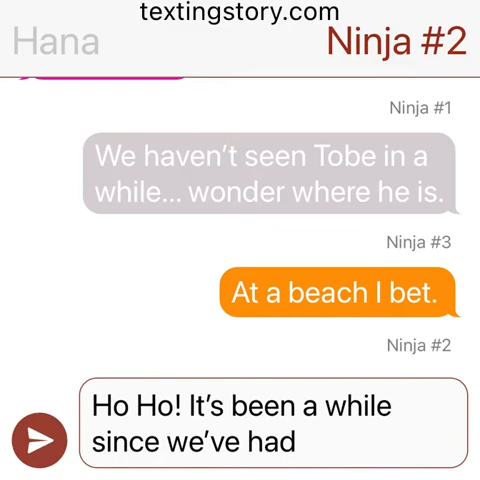 textingstory.com
Hana
Ninja #2
Ninja #1
We haven’t seen Tobe in a
while... wonder where he is.
Ninja #3
At a beach I bet.
Ninja #2
Ho Ho! It’s been a while
since we’ve had